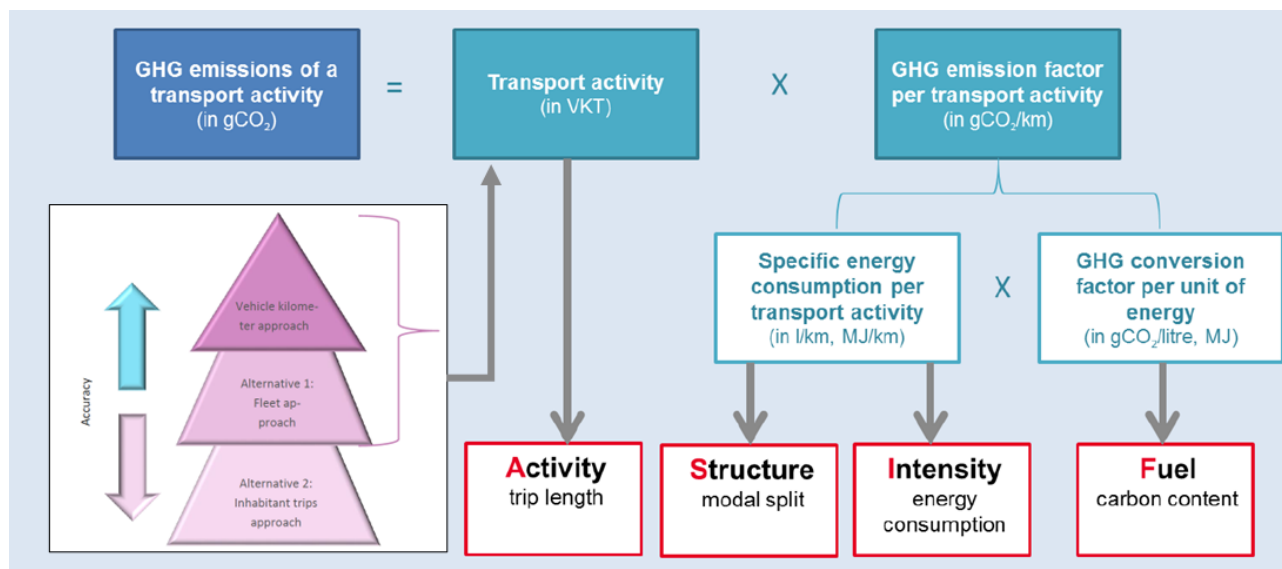 GHG emissions of a
transport activity
(in gCO₂)
=
Transport activity
(in VKT)
X
GHG emission factor
per transport activity
(in gCO₂/km)
Specific energy
consumption per
transport activity
(in l/km, MJ/km)
X
GHG conversion
factor per unit of
energy
(in gCO₂/litre, MJ)
Accuracy
Vehicle kilome-
ter approach
Alternative 1:
Fleet ap-
proach
Alternative 2:
Inhabitant trips
approach
Activity
trip length
Structure
modal split
Intensity
energy
consumption
Fuel
carbon content